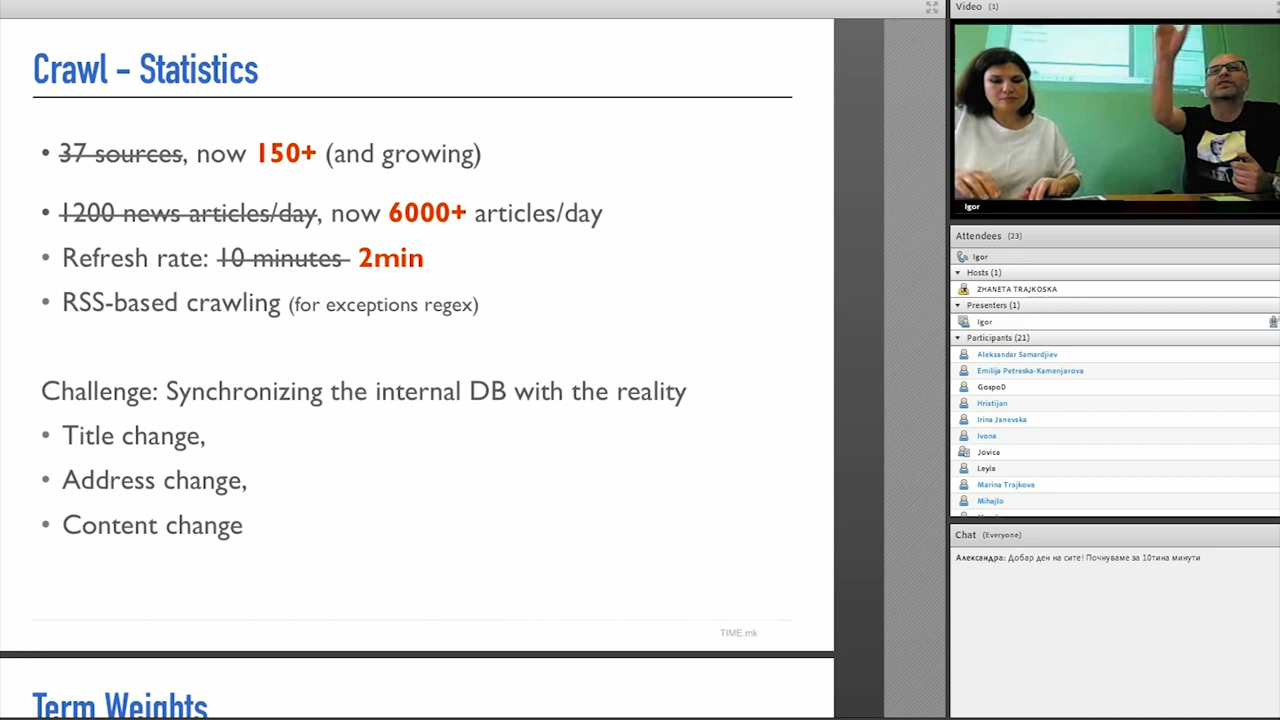 Crawl – Statistics
• 37 sources, now 150+ (and growing)
• 1200 news articles/day, now 6000+ articles/day
• Refresh rate: 10 minutes 2min
• RSS-based crawling (for exceptions regex)
Challenge: Synchronizing the internal DB with the reality
• Title change,
• Address change,
• Content change
TIME.mk
Term Weights
Video (1)
Igor
Attendees (23)
Igor
Hosts (1)
ZHANETA TRAJKOSKA
Presenters (1)
Igor
Participants (21)
Aleksandar Samardjiev
Emilija Petreska-Kamenjarova
GospoD
Hristijan
Irina Janevska
Ivona
Jovica
Leyla
Marina Trajkova
Mihajlo
Chat (Everyone)
Александра: Добар ден на сите! Почнуваме за 10тина минути